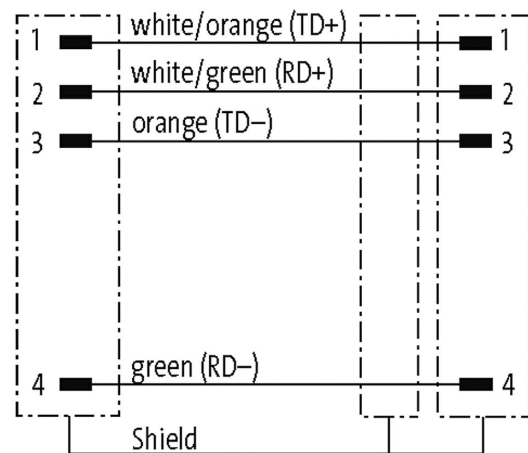 1 white/orange (TD+) 1
2 white/green (RD+) 2
3 orange (TD–) 3
4 green (RD–) 4
Shield